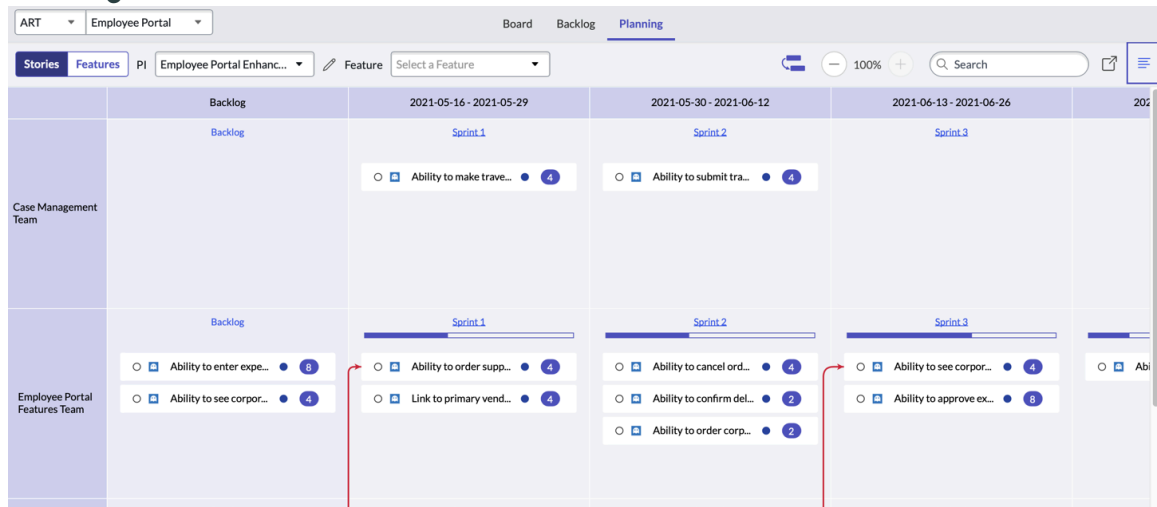 ART Employee Portal Board Backlog Planning
Stories Features PI Employee Portal Enhanc... Feature Select a Feature 100% Search
Backlog 2021-05-16 - 2021-05-29 2021-05-30 - 2021-06-12 2021-06-13 - 2021-06-26 202
Backlog Sprint 1 Sprint 2 Sprint 3
Ability to make trave... 4 Ability to submit tra... 4
Case Management
Team
Backlog Sprint 1 Sprint 2 Sprint 3
Ability to enter expe... 8 Ability to order supp... 4 Ability to cancel ord... 4 Ability to see corpor... 4 Abi
Employee Portal
Features Team
Ability to see corpor... 4 Link to primary vend... 4 Ability to confirm del... 2 Ability to approve ex... 8
Ability to order corp... 2